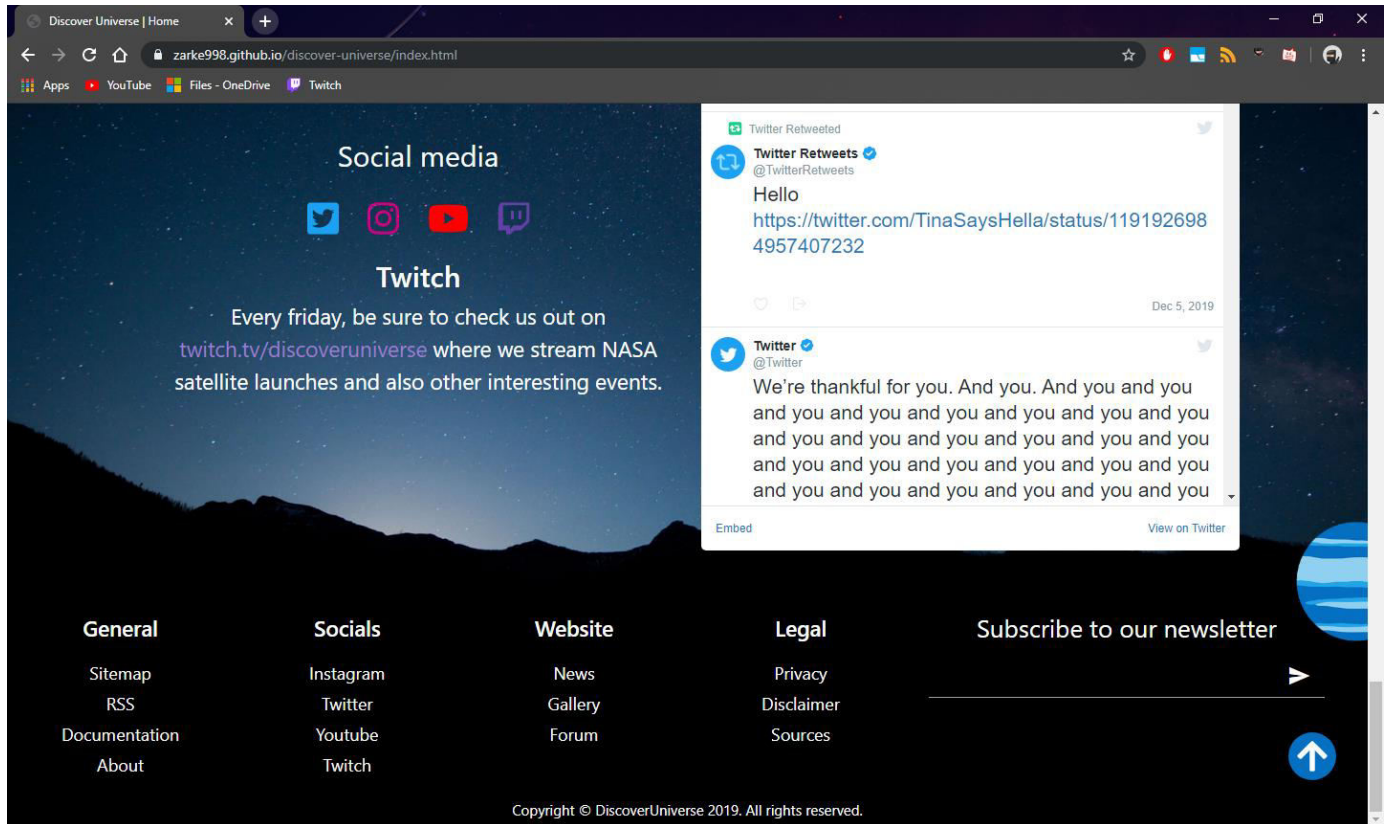 Discover Universe | Home
zarke998.github.io/discover-universe/index.html
Apps YouTube Files - OneDrive Twitch
Social media
Twitch
Every friday, be sure to check us out on
twitch.tv/discoveruniverse where we stream NASA
satellite launches and also other interesting events.
Twitter Retweeted
Twitter Retweets
@TwitterRetweets
Hello
https://twitter.com/TinaSaysHella/status/119192698
4957407232
Dec 5, 2019
Twitter
@Twitter
We're thankful for you. And you. And you and you
and you and you and you and you and you and you
and you and you and you and you and you and you
and you and you and you and you and you and you
and you and you and you and you and you and you
Embed View on Twitter
General
Sitemap
RSS
Documentation
About
Socials
Instagram
Twitter
Youtube
Twitch
Website
News
Gallery
Forum
Legal
Privacy
Disclaimer
Sources
Subscribe to our newsletter
Copyright © DiscoverUniverse 2019. All rights reserved.